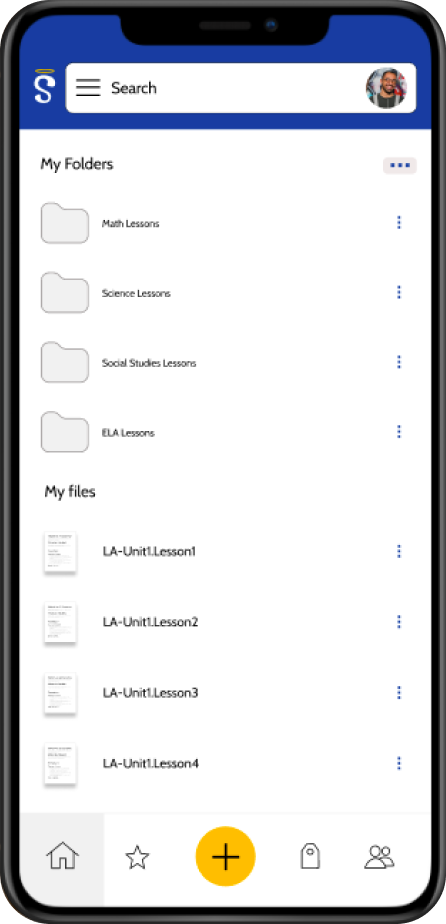 S
Search
My Folders
Math Lessons
Science Lessons
Social Studies Lessons
ELA Lessons
My files
LA-Unit1.Lesson1
LA-Unit1.Lesson2
LA-Unit1.Lesson3
LA-Unit1.Lesson4